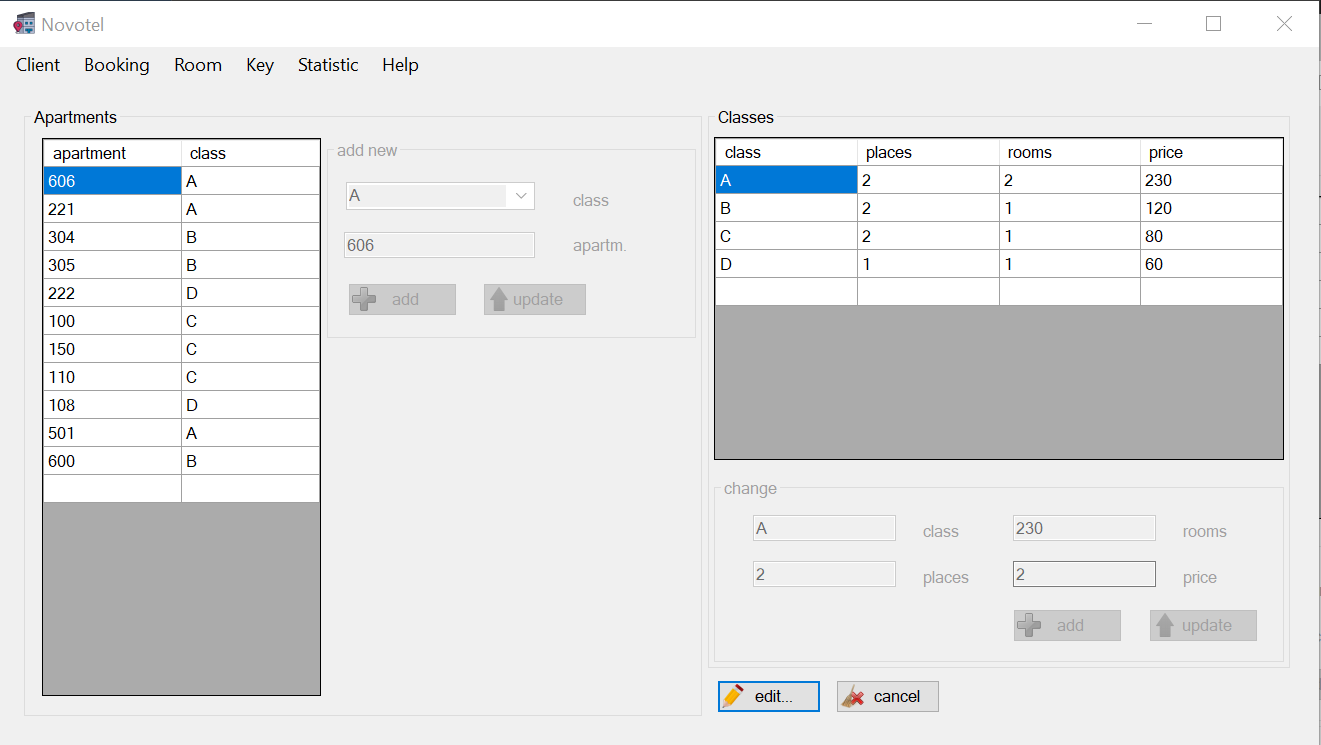 Novotel
Client Booking Room Key Statistic Help
Apartments
apartment class
606 A
221 A
304 B
305 B
222 D
100 C
150 C
110 C
108 D
501 A
600 B
add new
A class
606 apartm.
add update
Classes
class places rooms price
A 2 2 230
B 2 1 120
C 2 1 80
D 1 1 60
change
A class 230 rooms
2 places 2 price
add update
edit... cancel